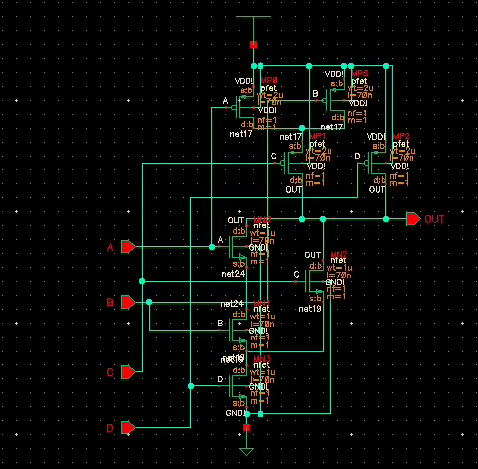 VDD! MP0 VDD! MP3
pfet pfet
A wt=2u B wt=2u
l=70n l=70n
VDD! VDD!
nf=1 nf=1
m=1 m=1
d:b d:b
net17 net17
net17 MP1 VDD! MP2
pfet pfet
s:b wt=2u s:b wt=2u
C l=70n D l=70n
VDD! VDD!
nf=1 nf=1
d:b m=1 d:b m=1
OUT OUT
OUT OUT
nfet
d:b wt=1u
A A GND!
nf=1
m=1
net24
OUT MN2
nfet
d:b wt=1u
C l=70n
GND!
nf=1
s:b m=1
net19
net24
B nfet
d:b wt=1u
B l=70n
GND!
nf=1
m=1
net19
nfet
C d:b wt=1u
D l=70n
GND!
nf=1
s:b m=1
GND!
D